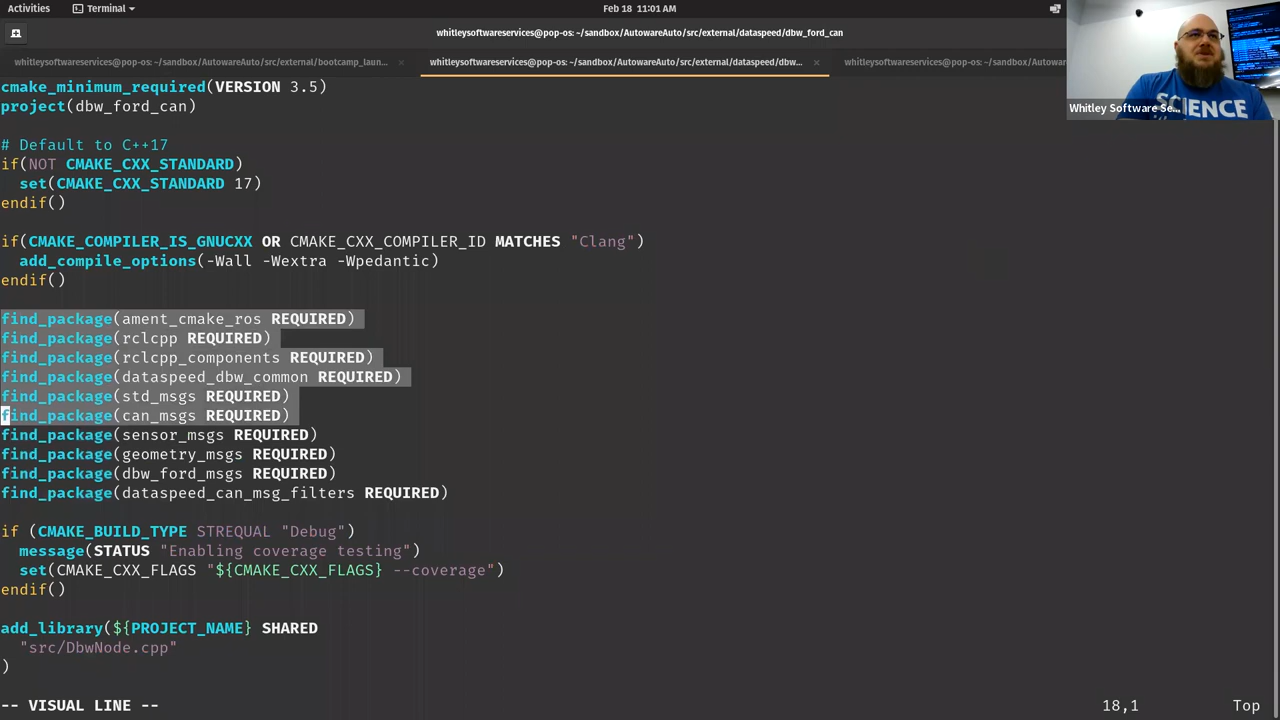 Activities
Terminal
Feb 18 11:01 AM
whitleysoftwareservices@pop-os: ~/sandbox/AutowareAuto/src/external/dataspeed/dbw_ford_can
whitleysoftwareservices@pop-os: ~/sandbox/AutowareAuto/src/external/bootcamp_laun...
whitleysoftwareservices@pop-os: ~/sandbox/AutowareAuto/src/external/dataspeed/dbw...
whitleysoftwareservices@pop-os: ~/sandbox/AutowareAu
Whitley Software Se...
SCIENCE
cmake_minimum_required(VERSION 3.5)
project(dbw_ford_can)
# Default to C++17
if(NOT CMAKE_CXX_STANDARD)
  set(CMAKE_CXX_STANDARD 17)
endif()
if(CMAKE_COMPILER_IS_GNUCXX OR CMAKE_CXX_COMPILER_ID MATCHES "Clang")
  add_compile_options(-Wall -Wextra -Wpedantic)
endif()
find_package(ament_cmake_ros REQUIRED)
find_package(rclcpp REQUIRED)
find_package(rclcpp_components REQUIRED)
find_package(dataspeed_dbw_common REQUIRED)
find_package(std_msgs REQUIRED)
find_package(can_msgs REQUIRED)
find_package(sensor_msgs REQUIRED)
find_package(geometry_msgs REQUIRED)
find_package(dbw_ford_msgs REQUIRED)
find_package(dataspeed_can_msg_filters REQUIRED)
if (CMAKE_BUILD_TYPE STREQUAL "Debug")
  message(STATUS "Enabling coverage testing")
  set(CMAKE_CXX_FLAGS "${CMAKE_CXX_FLAGS} --coverage")
endif()
add_library(${PROJECT_NAME} SHARED
  "src/DbwNode.cpp"
)
-- VISUAL LINE --
18,1
Top